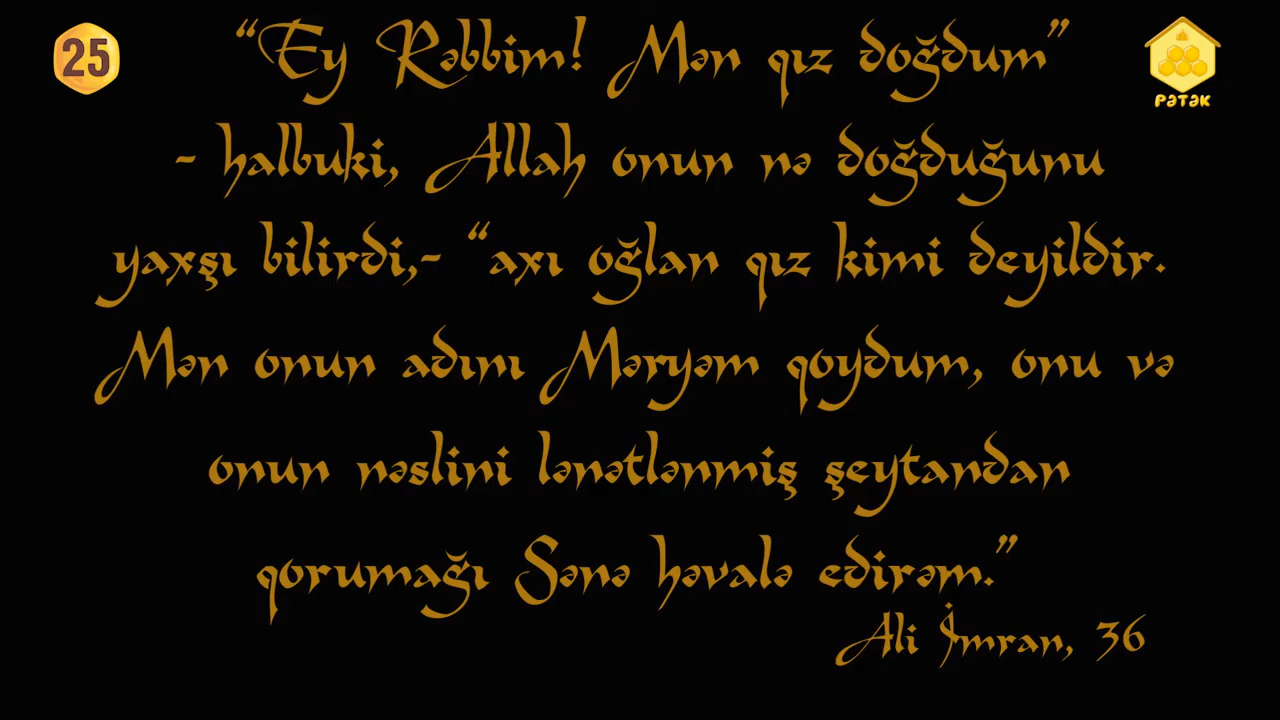 25
“Ey Rəbbim! Mən qız doğdum”
- halbuki, Allah onun nə doğduğunu
yaxşı bilirdi,- “axı oğlan qız kimi deyildir.
Mən onun adını Məryəm qoydum, onu və
onun nəslini lənətlənmiş şeytandan
qorumağı Sənə həvalə edirəm.”
Ali İmran, 36
PƏTƏK